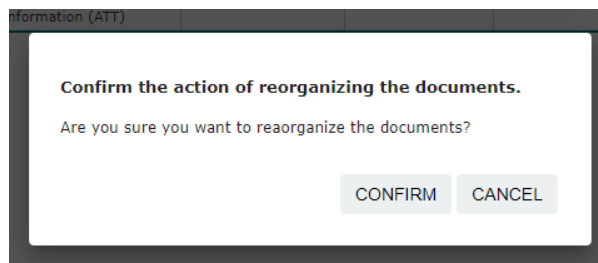 nformation (ATT)
Confirm the action of reorganizing the documents.
Are you sure you want to reaorganize the documents?
CONFIRM CANCEL